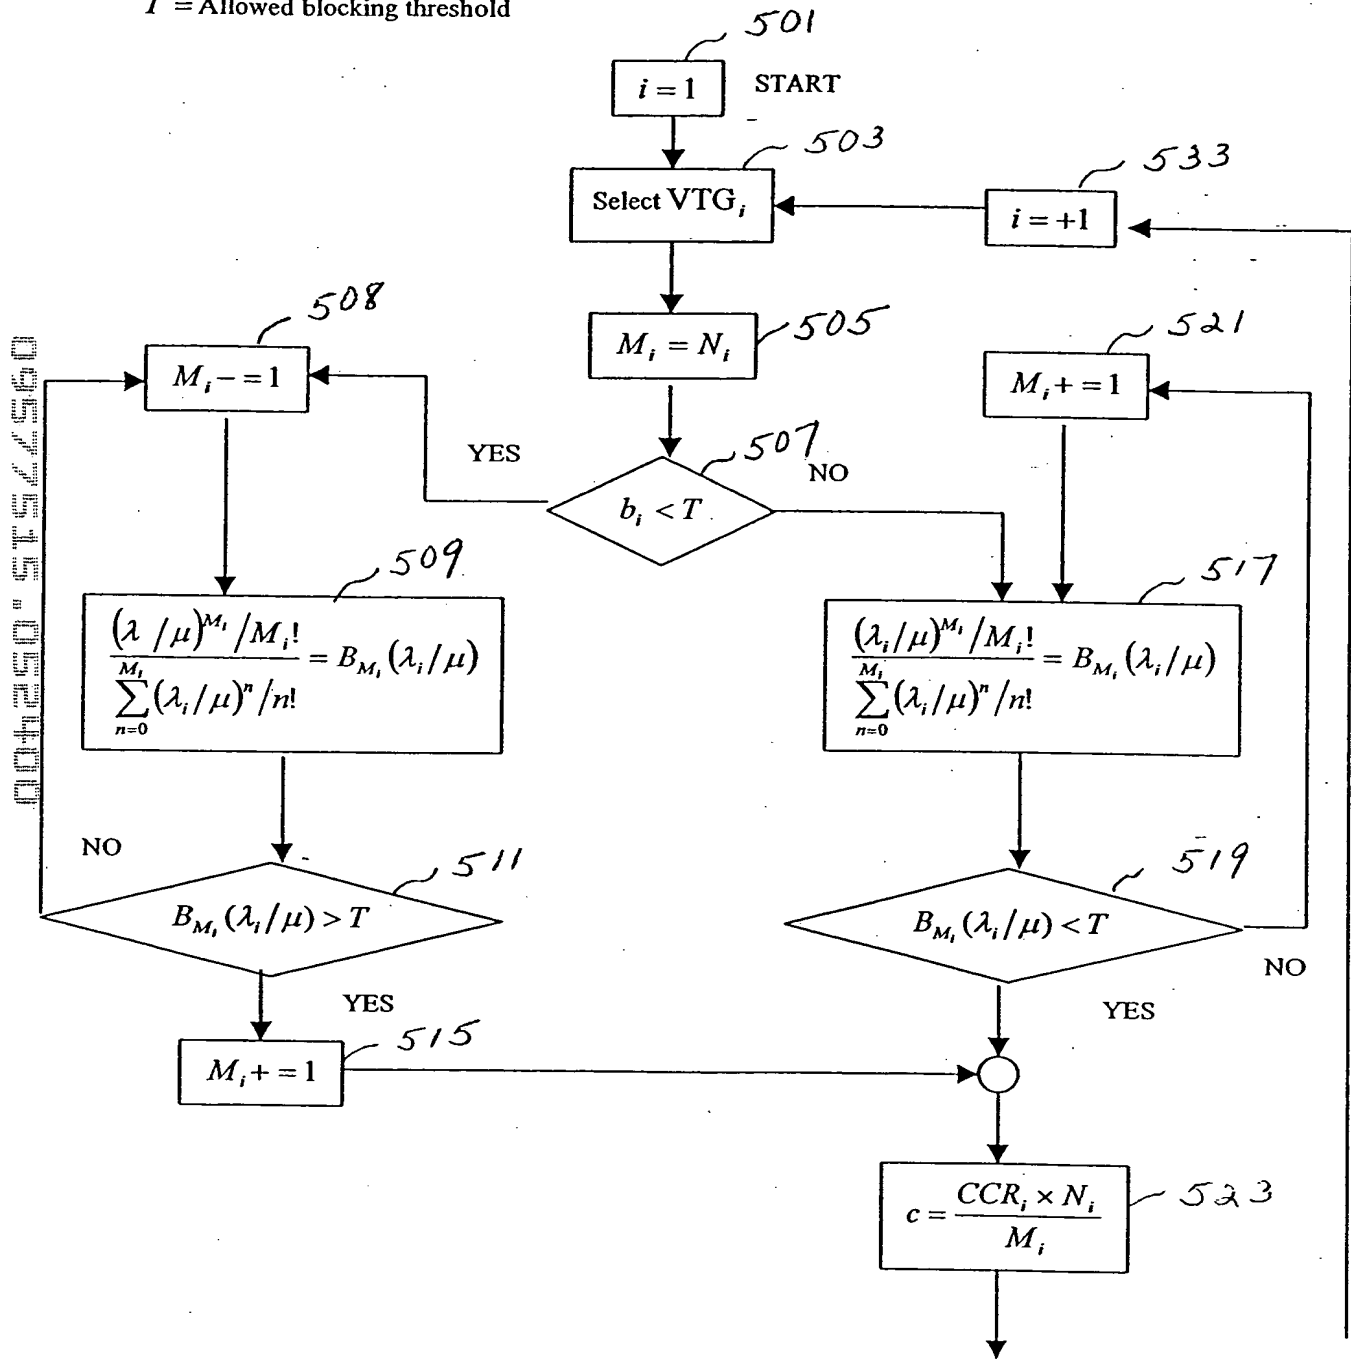 T = Allowed blocking threshold
501
i = 1
START
503
Select VTG_i
533
i = +1
508
M_i - = 1
505
M_i = N_i
521
M_i + = 1
507
YES
NO
b_i < T
509
(λ /μ)^{M_i} /M_i! / ∑_{n=0}^{M_i} (λ_i/μ)^n /n! = B_{M_i}(λ_i/μ)
517
(λ_i/μ)^{M_i} /M_i! / ∑_{n=0}^{M_i} (λ_i/μ)^n /n! = B_{M_i}(λ_i/μ)
NO
511
B_{M_i}(λ_i/μ) > T
519
B_{M_i}(λ_i/μ) < T
NO
YES
YES
515
M_i + = 1
523
c = CCR_i × N_i / M_i
09577515.052400